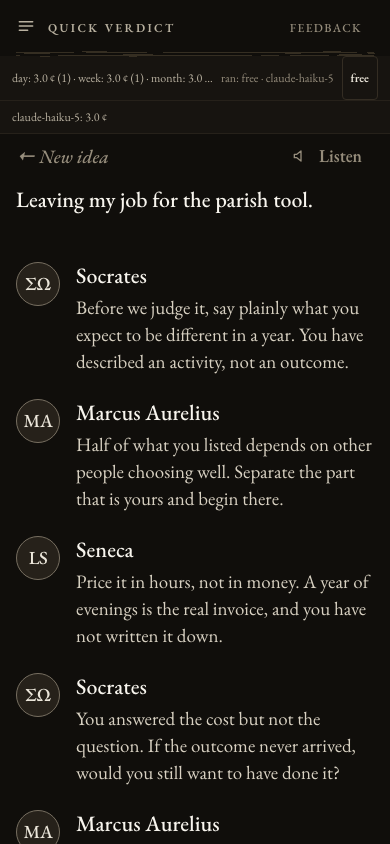 QUICK VERDICT FEEDBACK
day: 3.0 ¢ (1) · week: 3.0 ¢ (1) · month: 3.0 ... ran: free · claude-haiku-5 free
claude-haiku-5: 3.0 ¢
← New idea Listen
Leaving my job for the parish tool.
ΣΩ Socrates
Before we judge it, say plainly what you
expect to be different in a year. You have
described an activity, not an outcome.
MA Marcus Aurelius
Half of what you listed depends on other
people choosing well. Separate the part
that is yours and begin there.
LS Seneca
Price it in hours, not in money. A year of
evenings is the real invoice, and you have
not written it down.
ΣΩ Socrates
You answered the cost but not the
question. If the outcome never arrived,
would you still want to have done it?
MA Marcus Aurelius